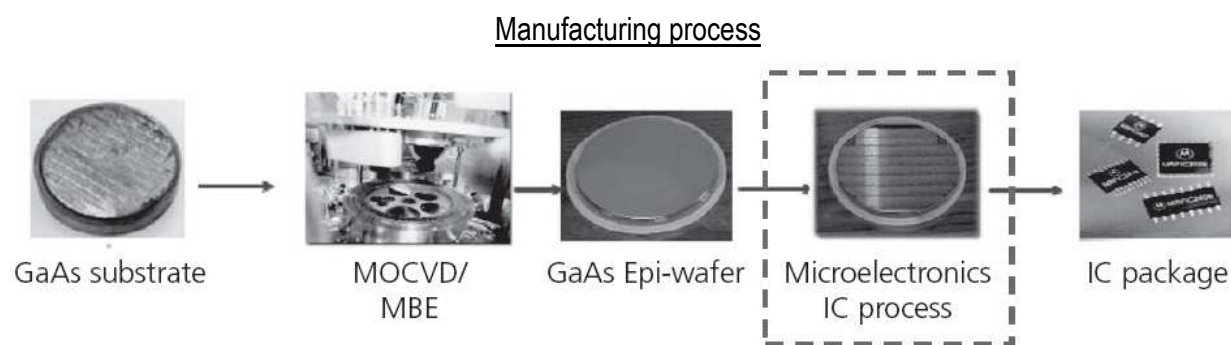 Manufacturing process
GaAs substrate
MOCVD/
MBE
GaAs Epi-wafer
Microelectronics
IC process
IC package